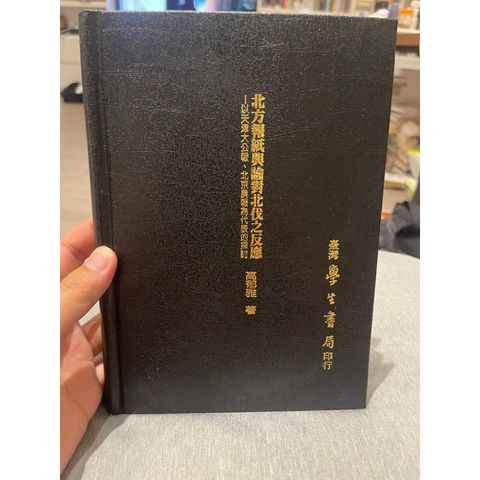 北方報紙輿論對北伐之反應
—以天津大公報、北京晨報為代表的探討
高郁雅 著
臺灣學生書局印行